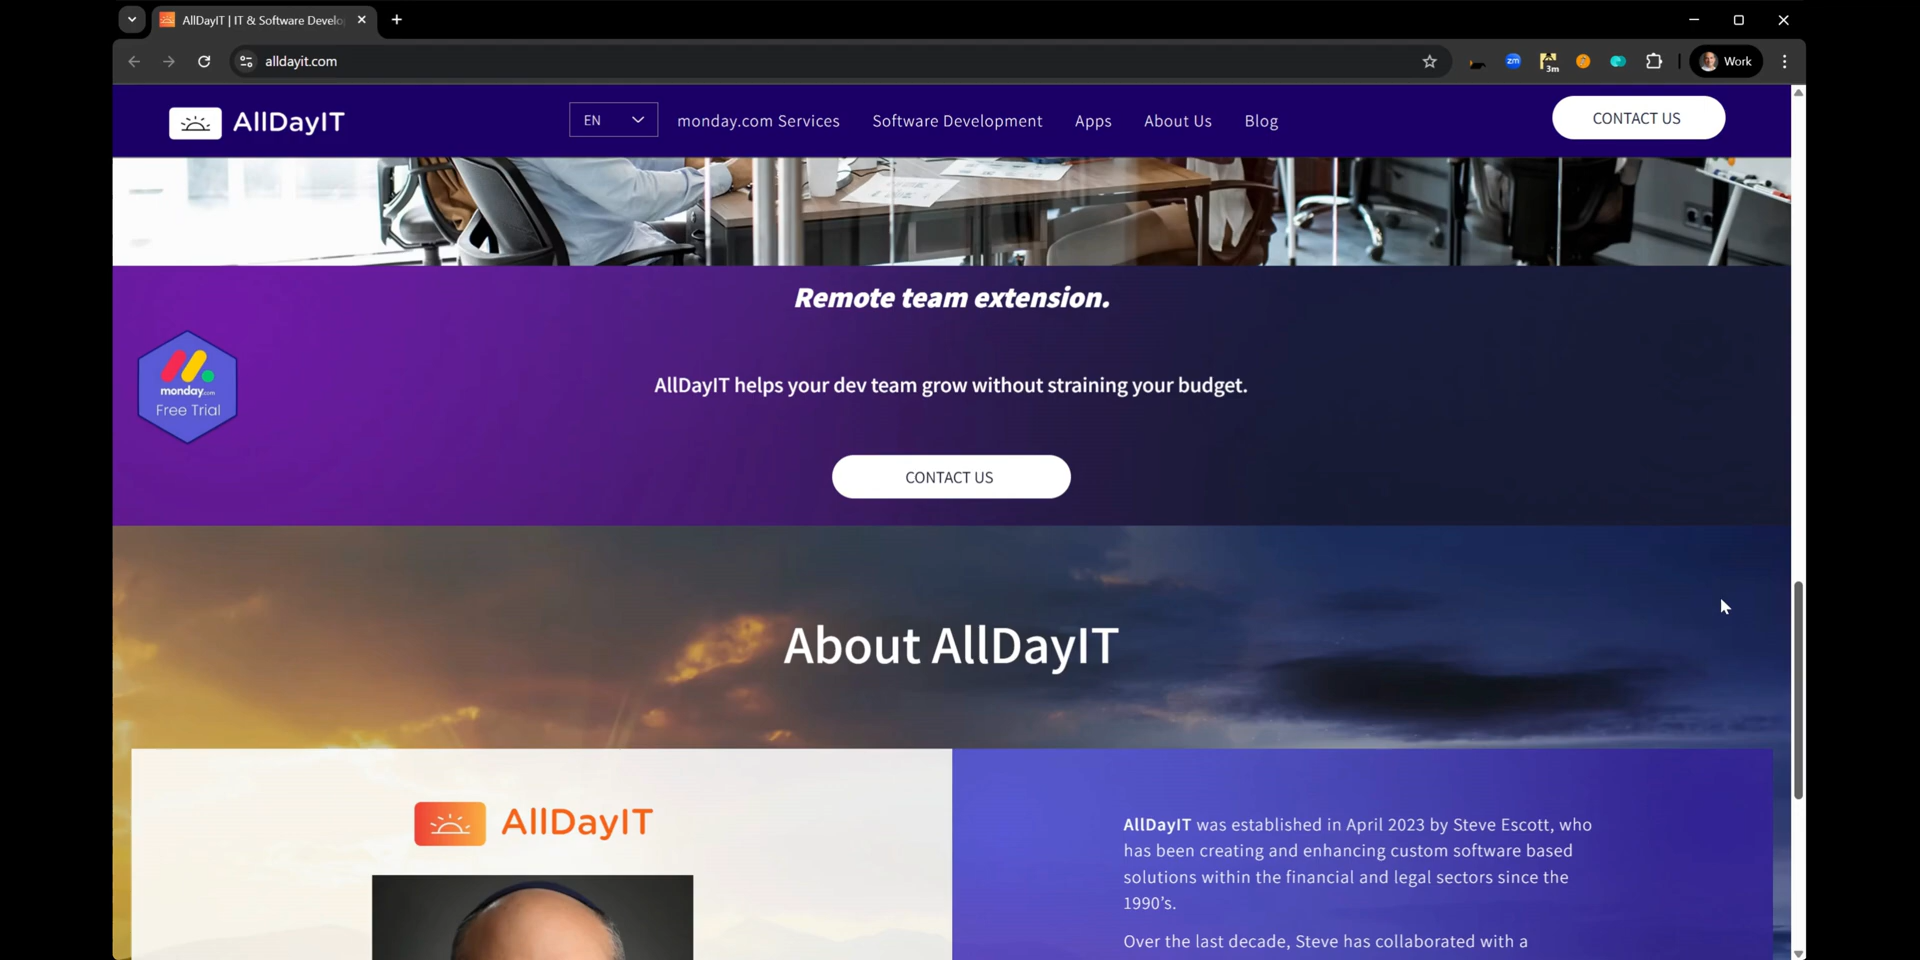 AllDayIT | IT & Software Develo
alldayit.com
zm
3m
Work
AllDayIT
EN
monday.com Services
Software Development
Apps
About Us
Blog
CONTACT US
Remote team extension.
monday.com
Free Trial
AllDayIT helps your dev team grow without straining your budget.
CONTACT US
About AllDayIT
AllDayIT
AllDayIT was established in April 2023 by Steve Escott, who
has been creating and enhancing custom software based
solutions within the financial and legal sectors since the
1990’s.
Over the last decade, Steve has collaborated with a